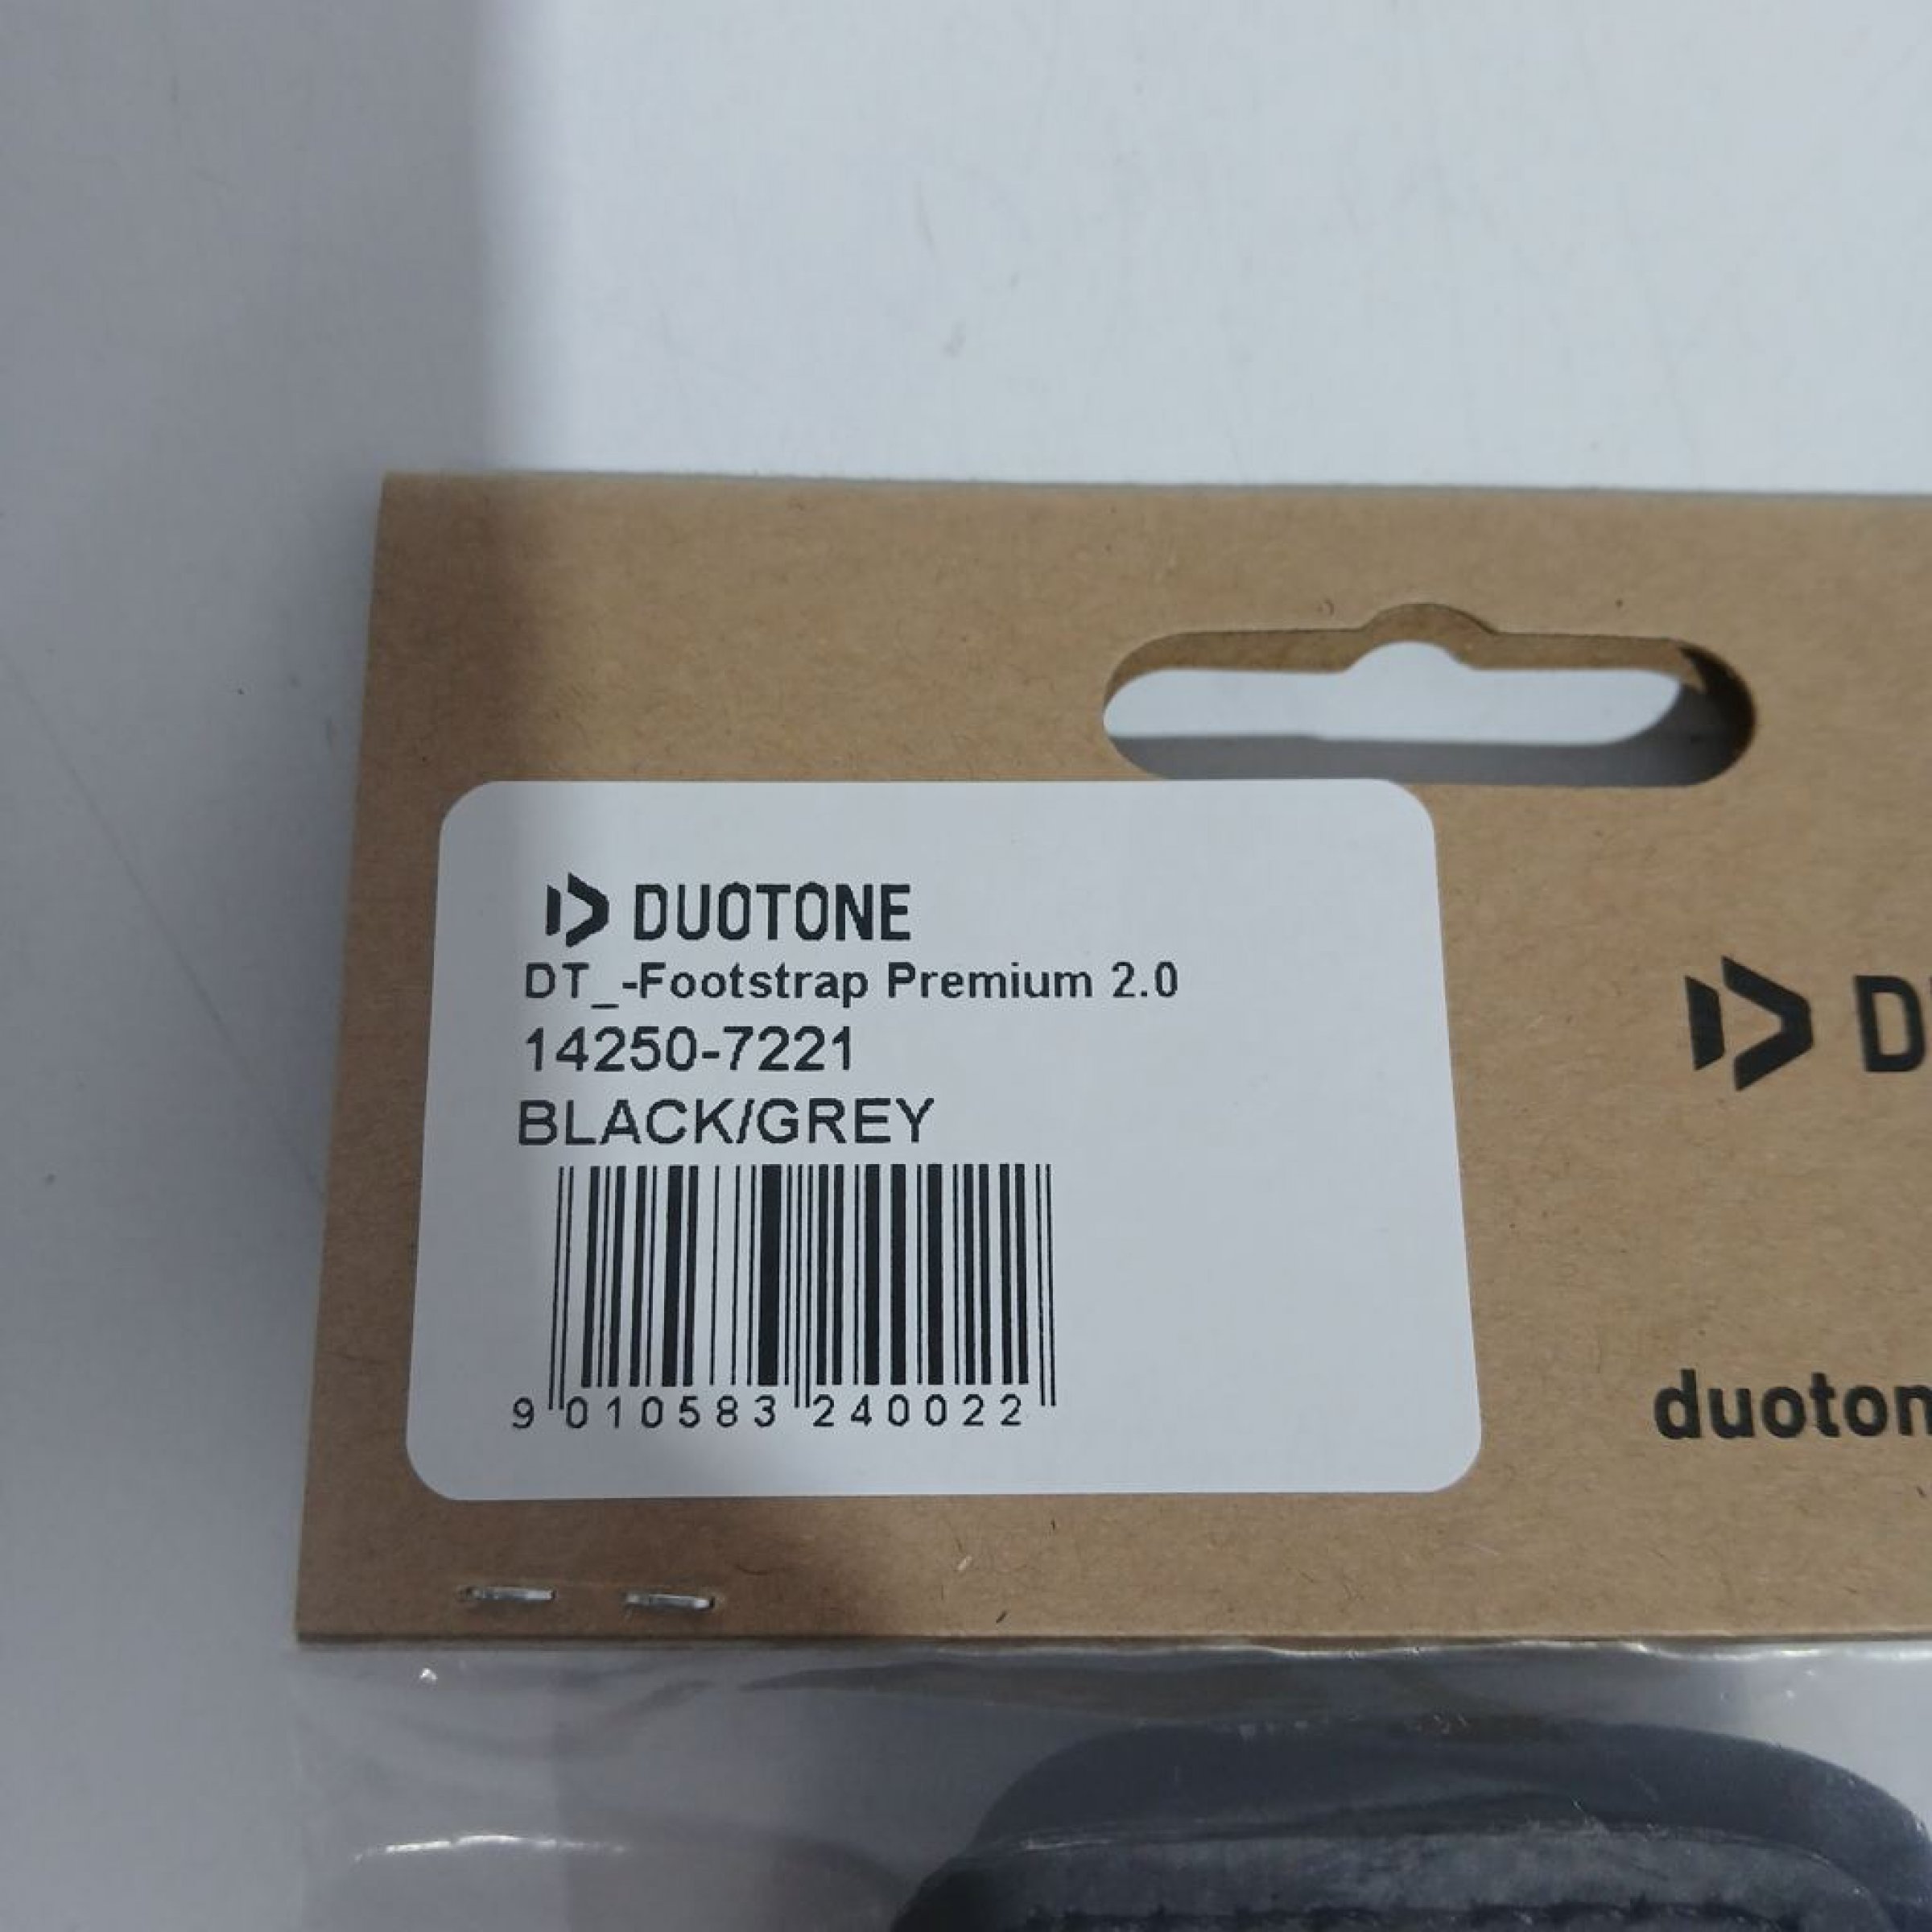 DUOTONE
DT_-Footstrap Premium 2.0
14250-7221
BLACK/GREY
9 010583 240022
D
duoton